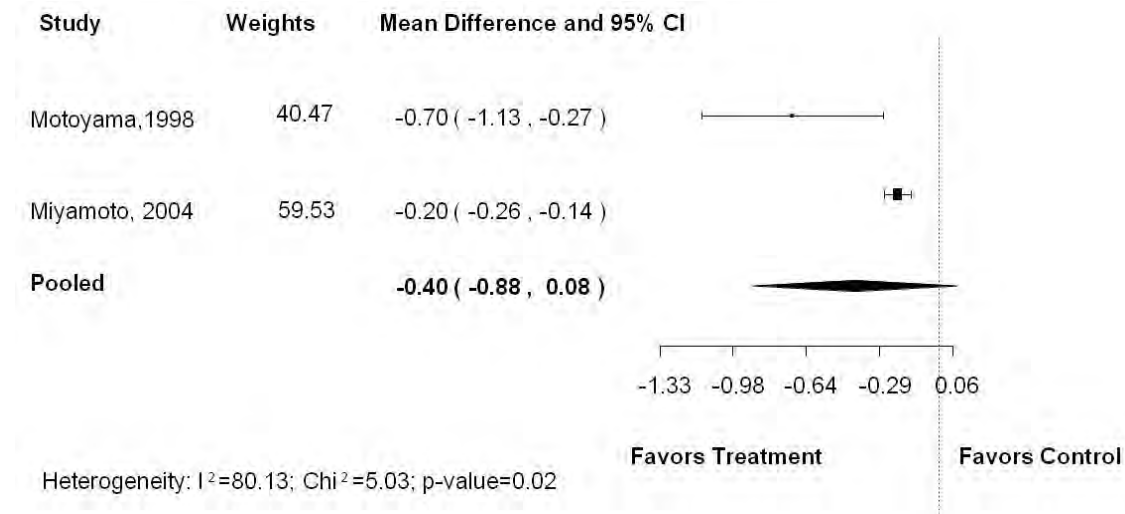 Study Weights Mean Difference and 95% CI
Motoyama,1998 40.47 -0.70 ( -1.13 , -0.27 )
Miyamoto, 2004 59.53 -0.20 ( -0.26 , -0.14 )
Pooled -0.40 ( -0.88 , 0.08 )
-1.33 -0.98 -0.64 -0.29 0.06
Favors Treatment Favors Control
Heterogeneity: I²=80.13; Chi²=5.03; p-value=0.02